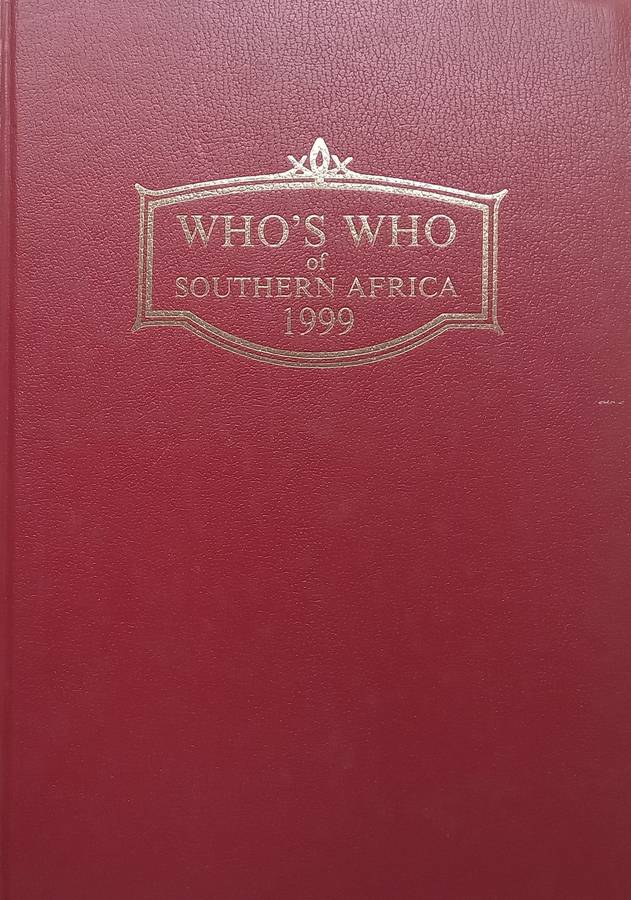 WHO'S WHO
of
SOUTHERN AFRICA
1999